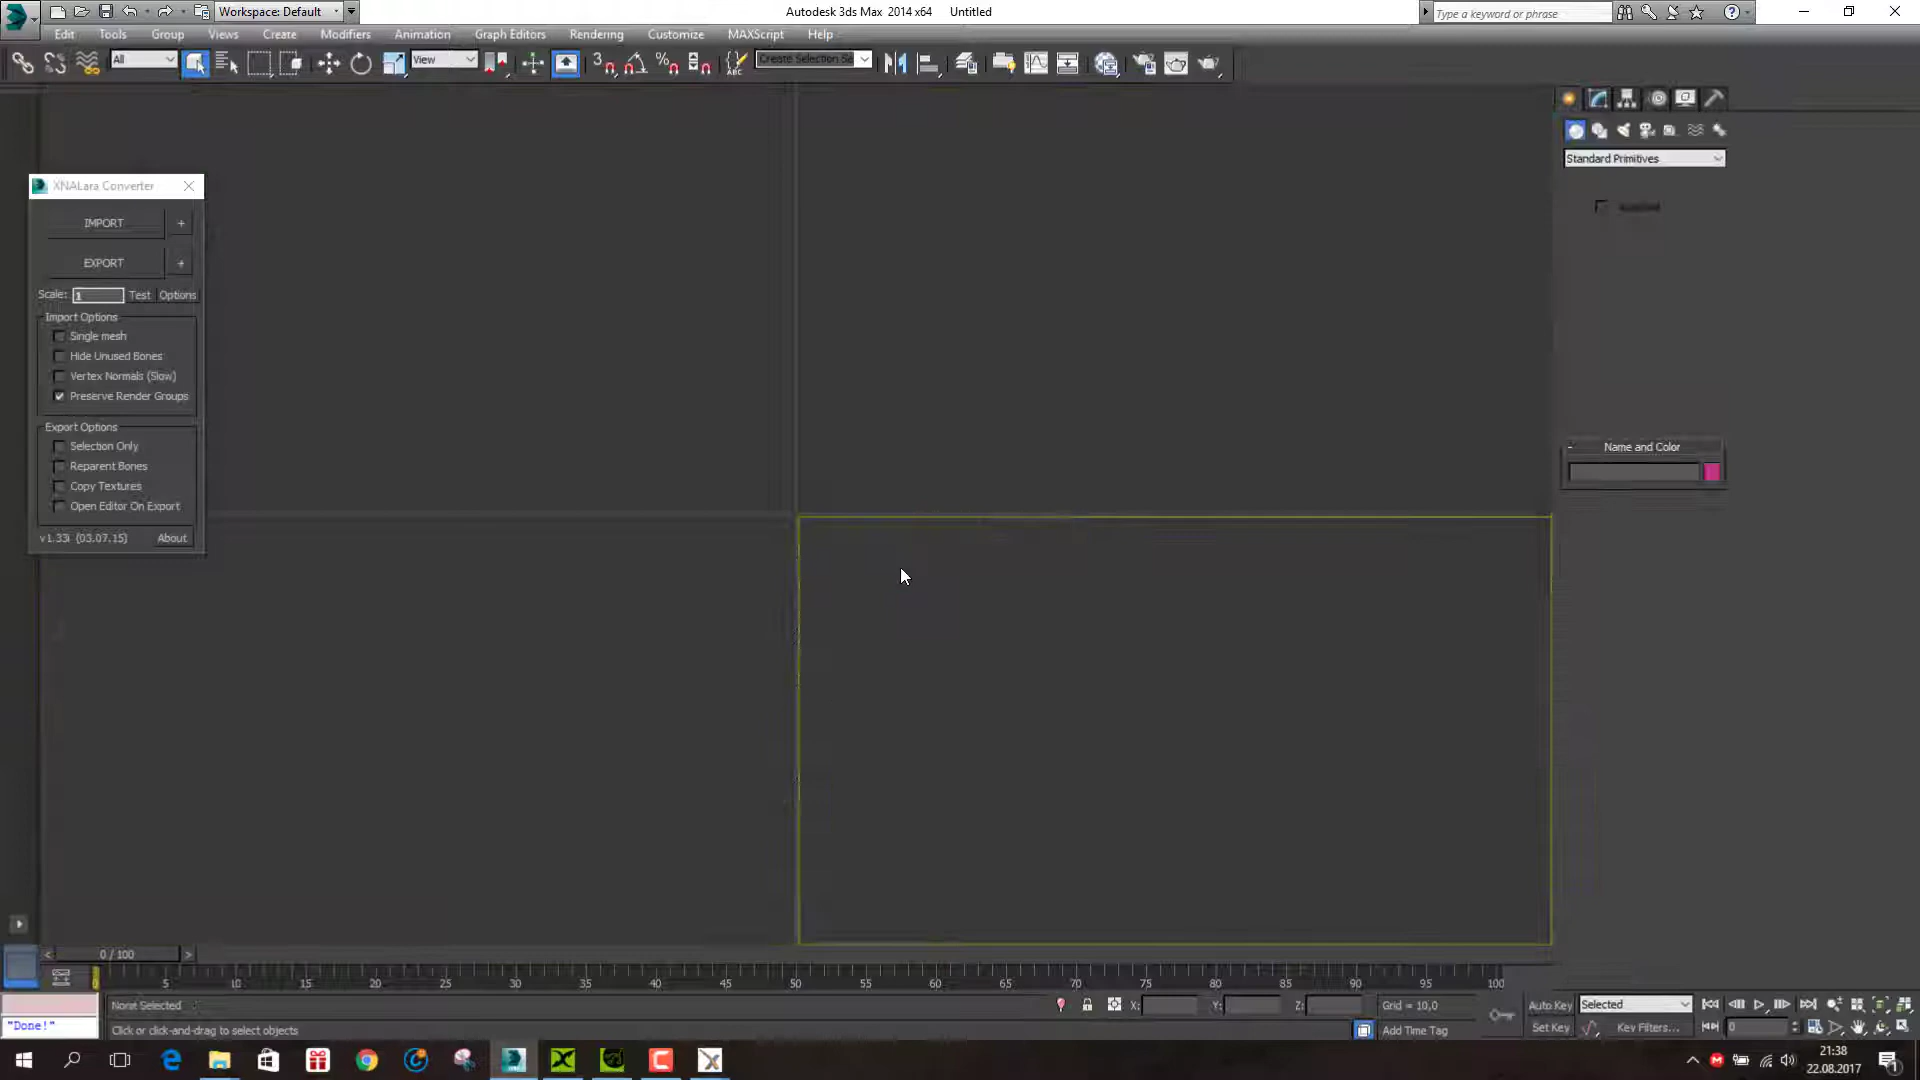 Workspace: Default
Autodesk 3ds Max 2014 x64 Untitled
Type a keyword or phrase
Edit Tools Group Views Create Modifiers Animation Graph Editors Rendering Customize MAXScript Help
All
View
Create Selection Se
Standard Primitives
XNALara Converter
IMPORT +
EXPORT +
Scale: 1 Test Options
Import Options
Single mesh
Hide Unused Bones
Vertex Normals (Slow)
Preserve Render Groups
Export Options
Selection Only
Reparent Bones
Copy Textures
Open Editor On Export
v1.33i (03.07.15) About
- Name and Color
< 0 / 100 >
5 10 15 20 25 30 35 40 45 50 55 60 65 70 75 80 85 90 95 100
None Selected X: Y: Z: Grid = 10,0 Auto Key Selected
"Done!" Click or click-and-drag to select objects Add Time Tag Set Key Key Filters... 0
21:38
22.08.2017